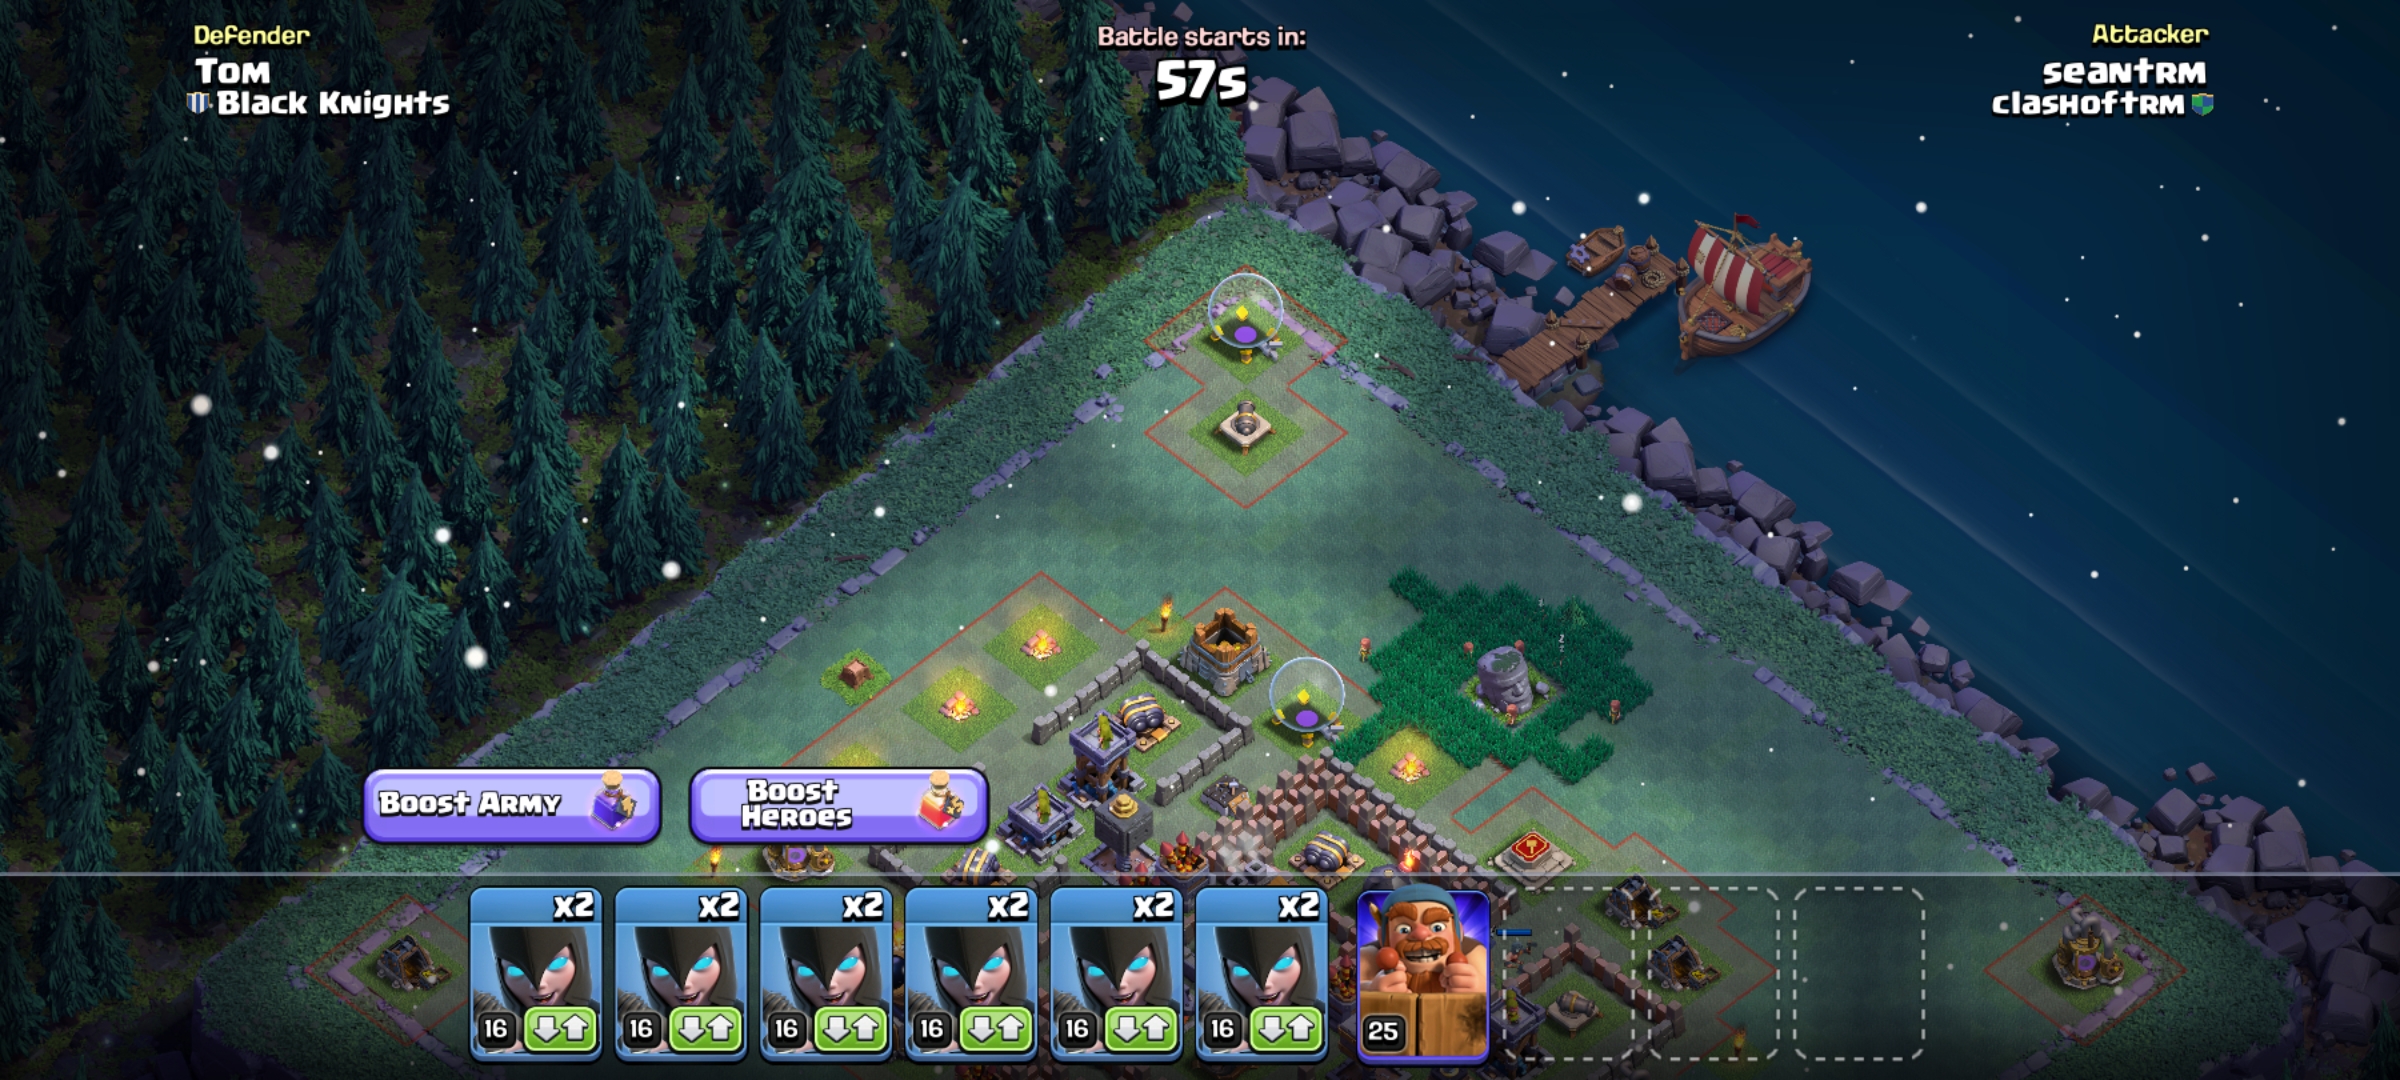 Defender
Tom
Black Knights
Battle starts in:
57s
Attacker
seantRM
clashoftRM
Boost Army
Boost
Heroes
x2
x2
x2
x2
x2
x2
16
16
16
16
16
16
25